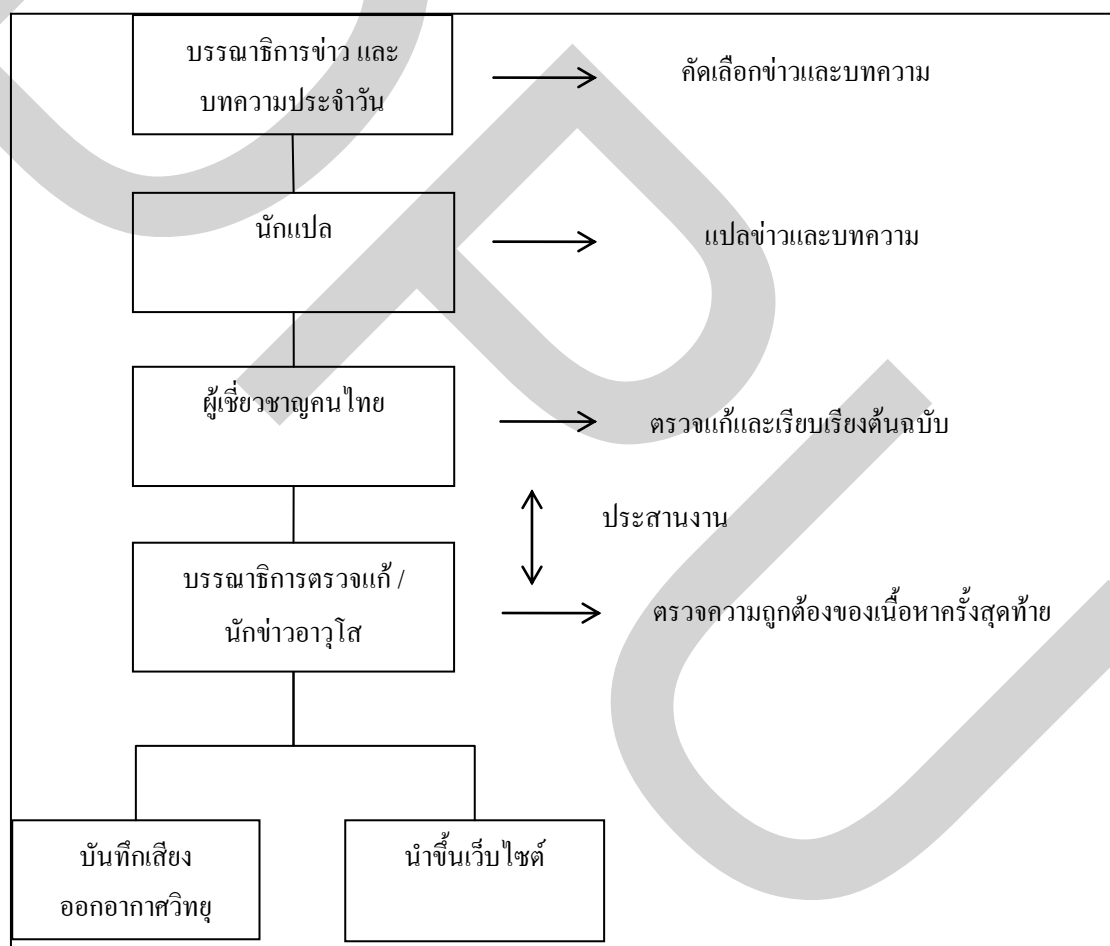 บรรณาธิการข่าว และ
บทความประจำวัน
คัดเลือกข่าวและบทความ
นักแปล
แปลข่าวและบทความ
ผู้เชี่ยวชาญคนไทย
ตรวจแก้และเรียบเรียงต้นฉบับ
ประสานงาน
บรรณาธิการตรวจแก้ /
นักข่าวอาวุโส
ตรวจความถูกต้องของเนื้อหาครั้งสุดท้าย
บันทึกเสียง
ออกอากาศวิทยุ
นำขึ้นเว็บไซต์
DPU